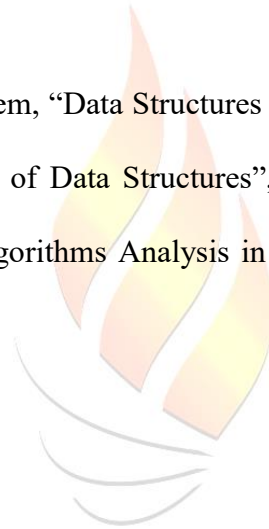 em, “Data Structures
of Data Structures”,
gorithms Analysis in